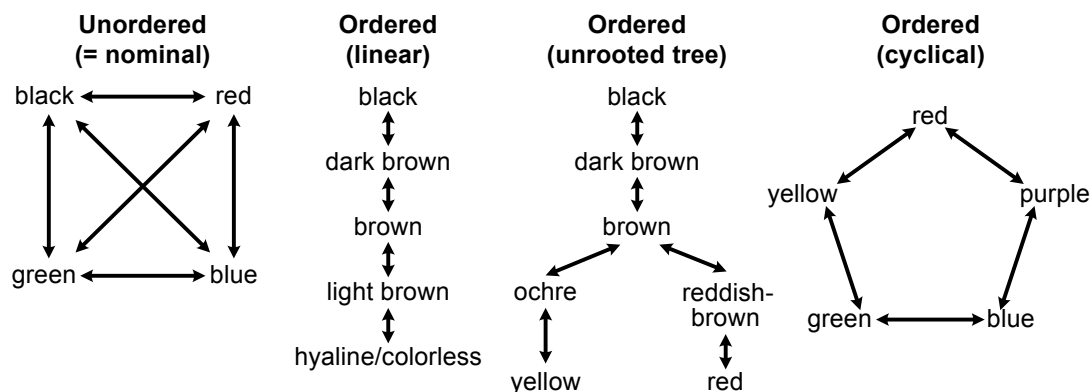 Unordered
(= nominal)
black
red
green
blue
Ordered
(linear)
black
dark brown
brown
light brown
hyaline/colorless
Ordered
(unrooted tree)
black
dark brown
brown
ochre
reddish-
brown
yellow
red
Ordered
(cyclical)
red
yellow
purple
green
blue